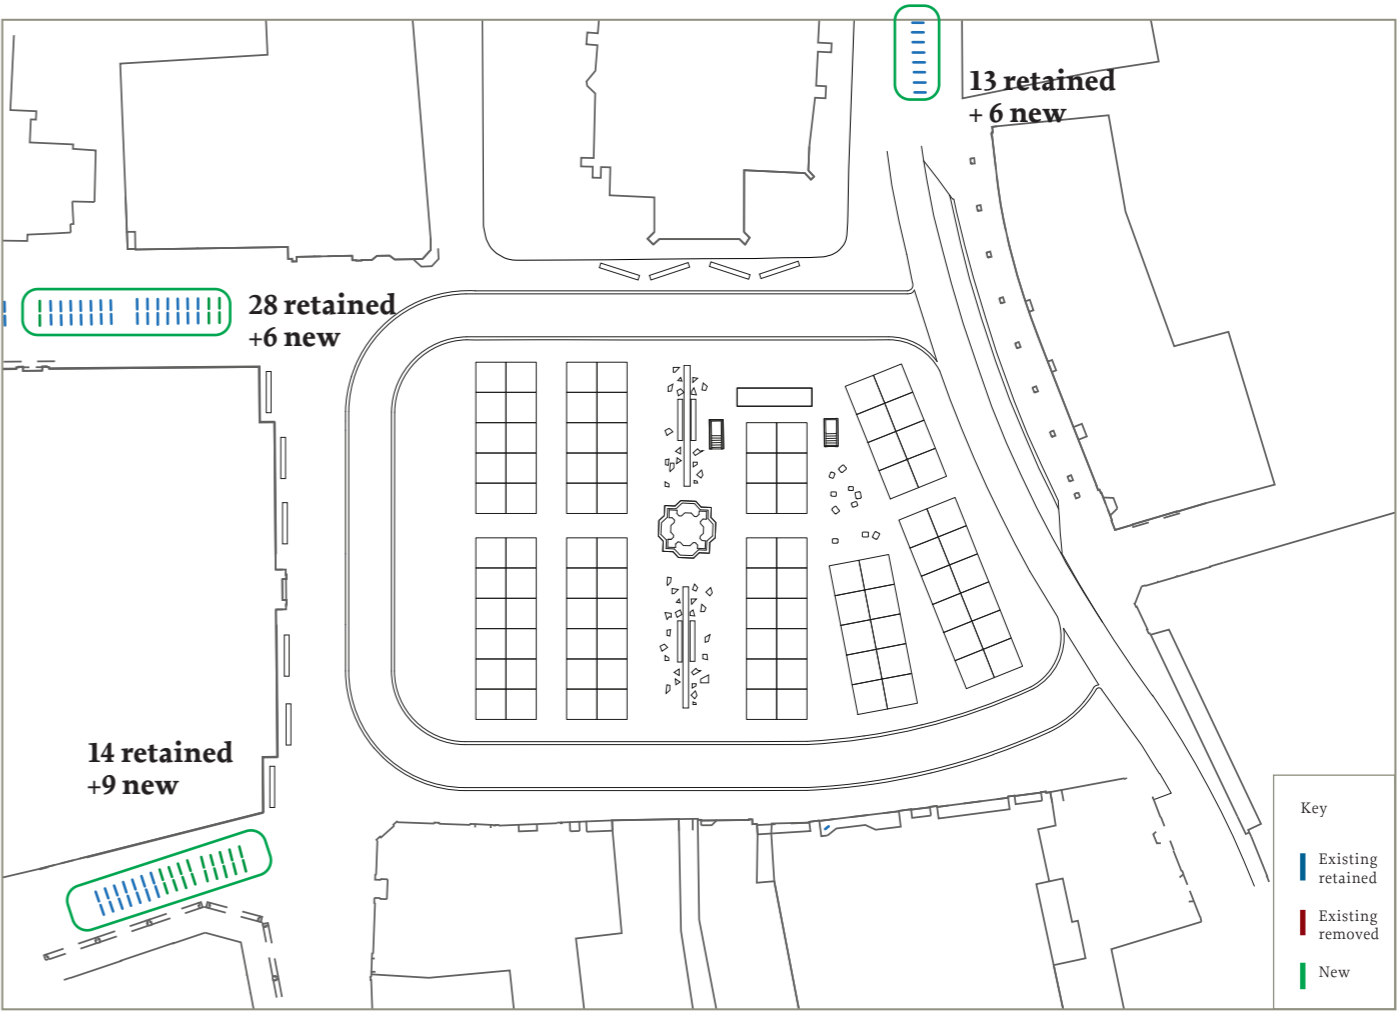 13 retained
+ 6 new
28 retained
+6 new
14 retained
+9 new
Key
Existing
retained
Existing
removed
New